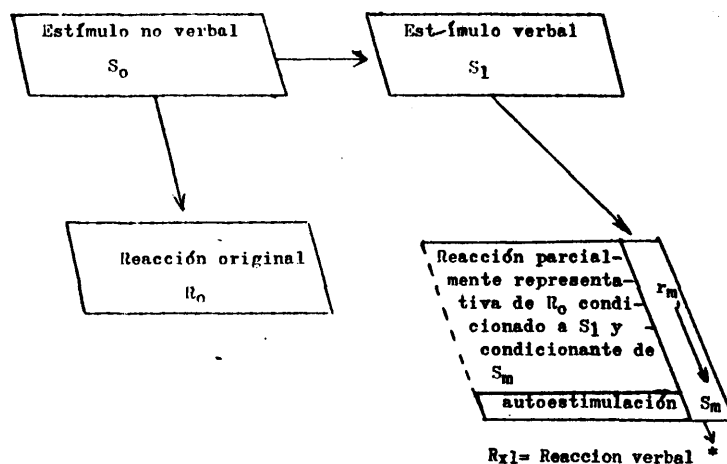 Estímulo no verbal
S₀
Estímulo verbal
S₁
Reacción original
R₀
Reacción parcial-
mente representa-
tiva de R₀ condi-
cionado a S₁ y
condicionante de
Sₘ
rₘ
autoestimulación
Sₘ
Rx1= Reaccion verbal *